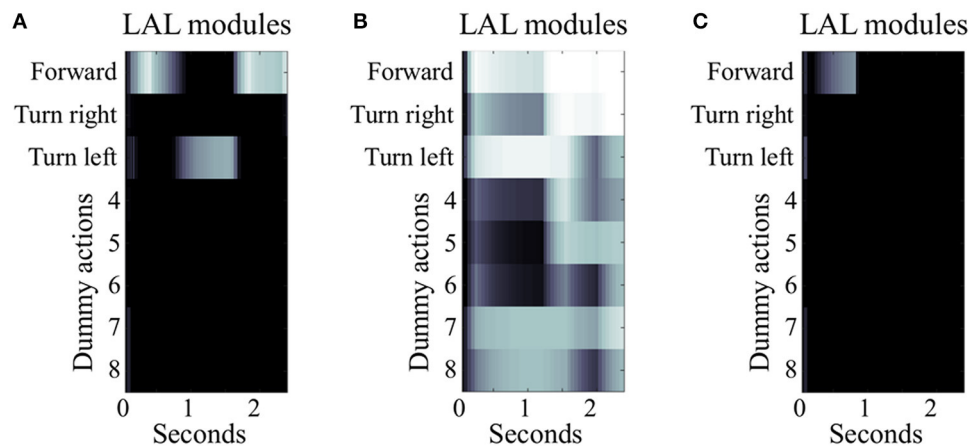 A
LAL modules
Forward
Turn right
Turn left
4
5
6
7
8
Dummy actions
0 1 2
Seconds
B
LAL modules
Forward
Turn right
Turn left
4
5
6
7
8
Dummy actions
0 1 2
Seconds
C
LAL modules
Forward
Turn right
Turn left
4
5
6
7
8
Dummy actions
0 1 2
Seconds